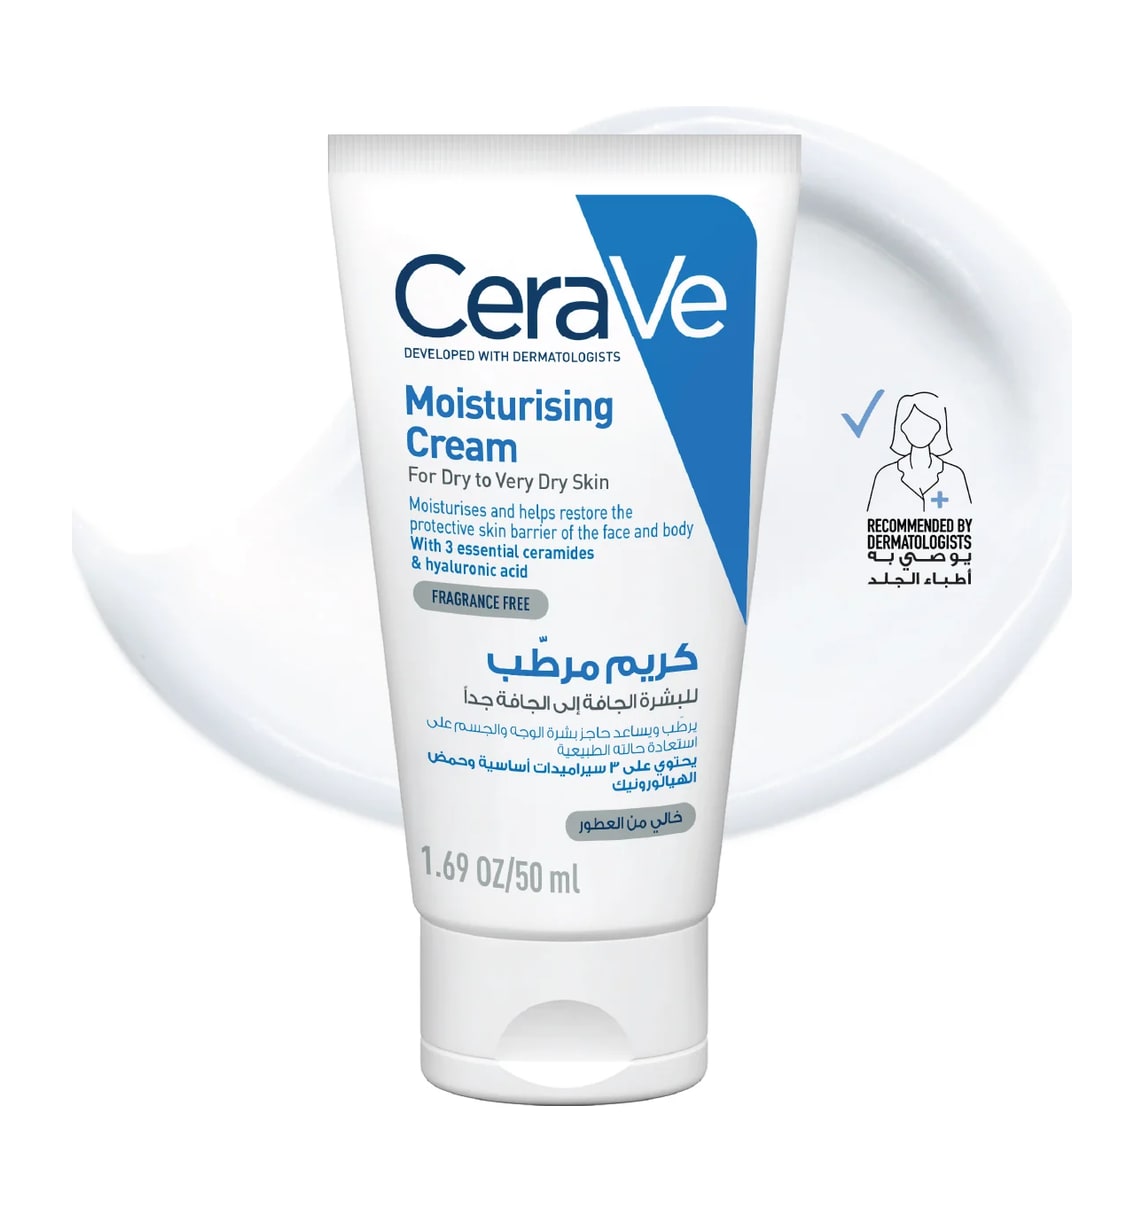 CeraVe
DEVELOPED WITH DERMATOLOGISTS
Moisturising
Cream
For Dry to Very Dry Skin
Moisturises and helps restore the
protective skin barrier of the face and body
With 3 essential ceramides
& hyaluronic acid
FRAGRANCE FREE
كريم مرطّب
للبشرة الجافة إلى الجافة جداً
يرطّب ويساعد حاجز بشرة الوجه والجسم على
استعادة حالته الطبيعية
يحتوي على ٣ سيراميدات أساسية وحمض
الهيالورونيك
خالي من العطور
1.69 OZ/50 ml
RECOMMENDED BY
DERMATOLOGISTS
يوصي به
أطباء الجلد